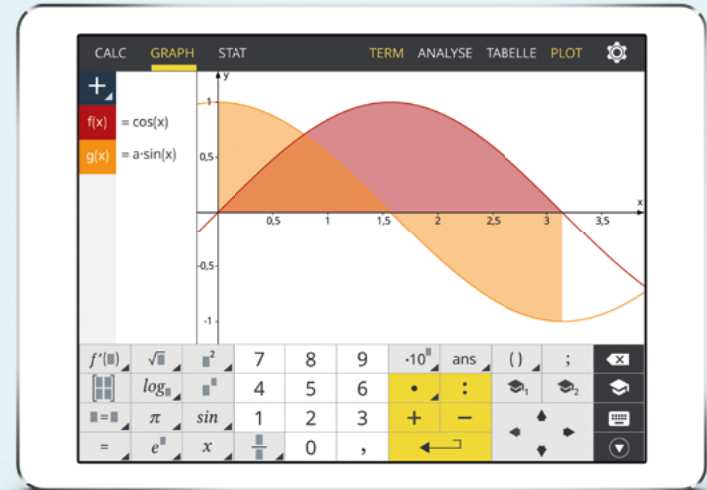 CALC GRAPH STAT TERM ANALYSE TABELLE PLOT
+
f(x) = cos(x)
g(x) = a·sin(x)
y
1
0,5
-0,5
-1
0,5 1 1,5 2 2,5 3 3,5
x
f'(▯) √▯ ▯² 7 8 9 ·10▯ ans ( ) ;
log▯ 4 5 6 • : 1 2
▯=▯ π sin 1 2 3 + −
= e▯ x 0 ,